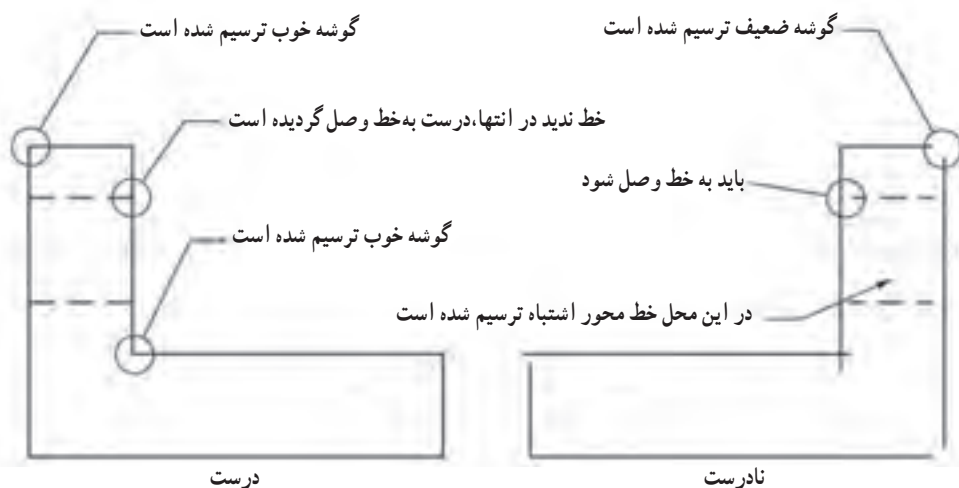 گوشه ضعیف ترسیم شده است
گوشه خوب ترسیم شده است
خط ندید در انتها،درست به‌خط وصل گردیده است
باید به خط وصل شود
گوشه خوب ترسیم شده است
در این محل خط محور اشتباه ترسیم شده است
نادرست
درست